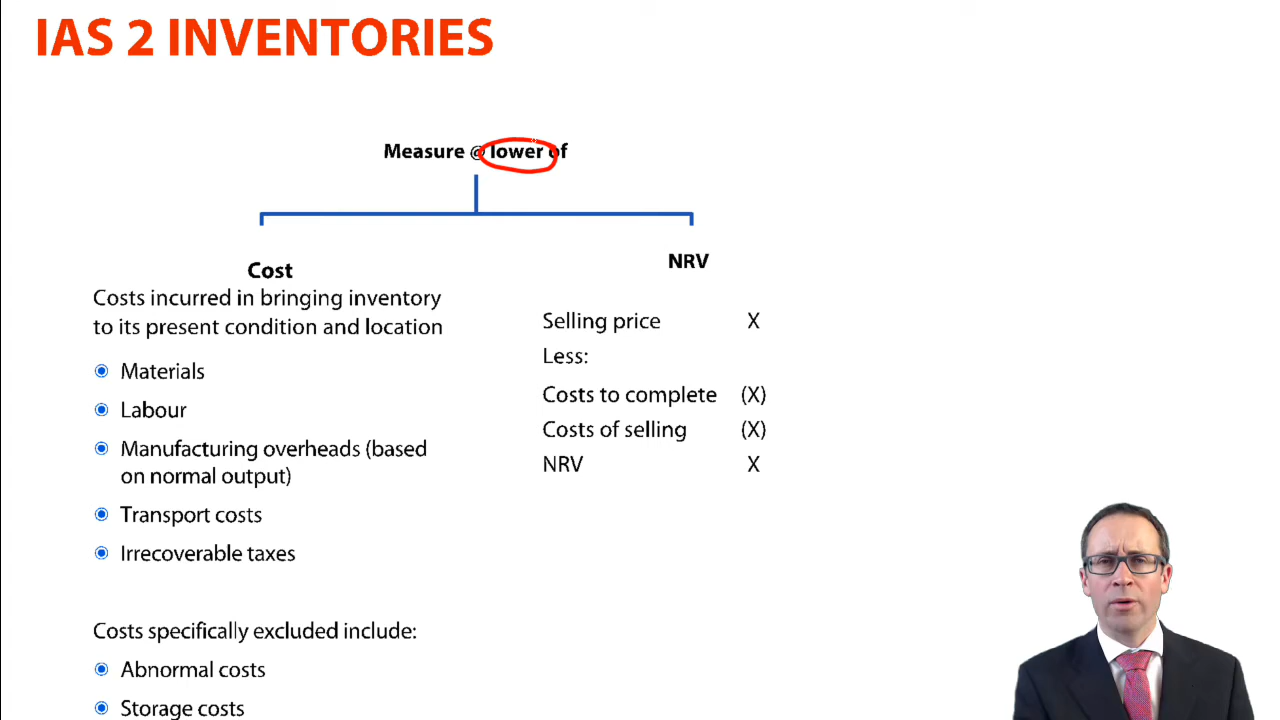 IAS 2 INVENTORIES
Measure @ lower of
Cost
Costs incurred in bringing inventory
to its present condition and location
Materials
Labour
Manufacturing overheads (based
on normal output)
Transport costs
Irrecoverable taxes
Costs specifically excluded include:
Abnormal costs
Storage costs
NRV
Selling price X
Less:
Costs to complete (X)
Costs of selling (X)
NRV X